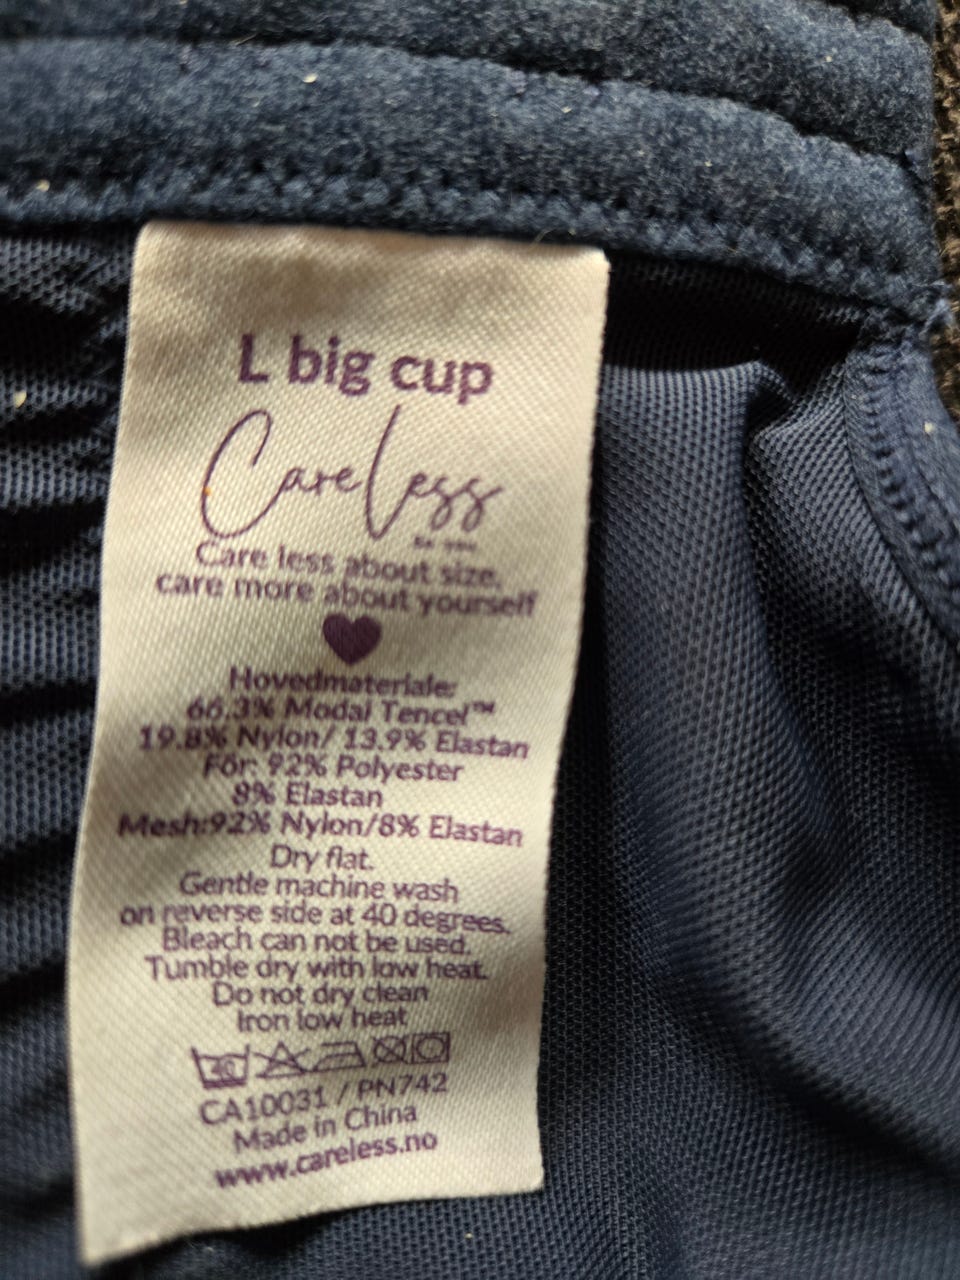 L big cup
CareLess
Care less about size,
care more about yourself
Hovedmateriale:
66.3% Modal Tencel™
19.8% Nylon/ 13.9% Elastan
Fôr: 92% Polyester
8% Elastan
Mesh:92% Nylon/8% Elastan
Dry flat.
Gentle machine wash
on reverse side at 40 degrees.
Bleach can not be used.
Tumble dry with low heat.
Do not dry clean
Iron low heat
CA10031 / PN742
Made in China
www.careless.no